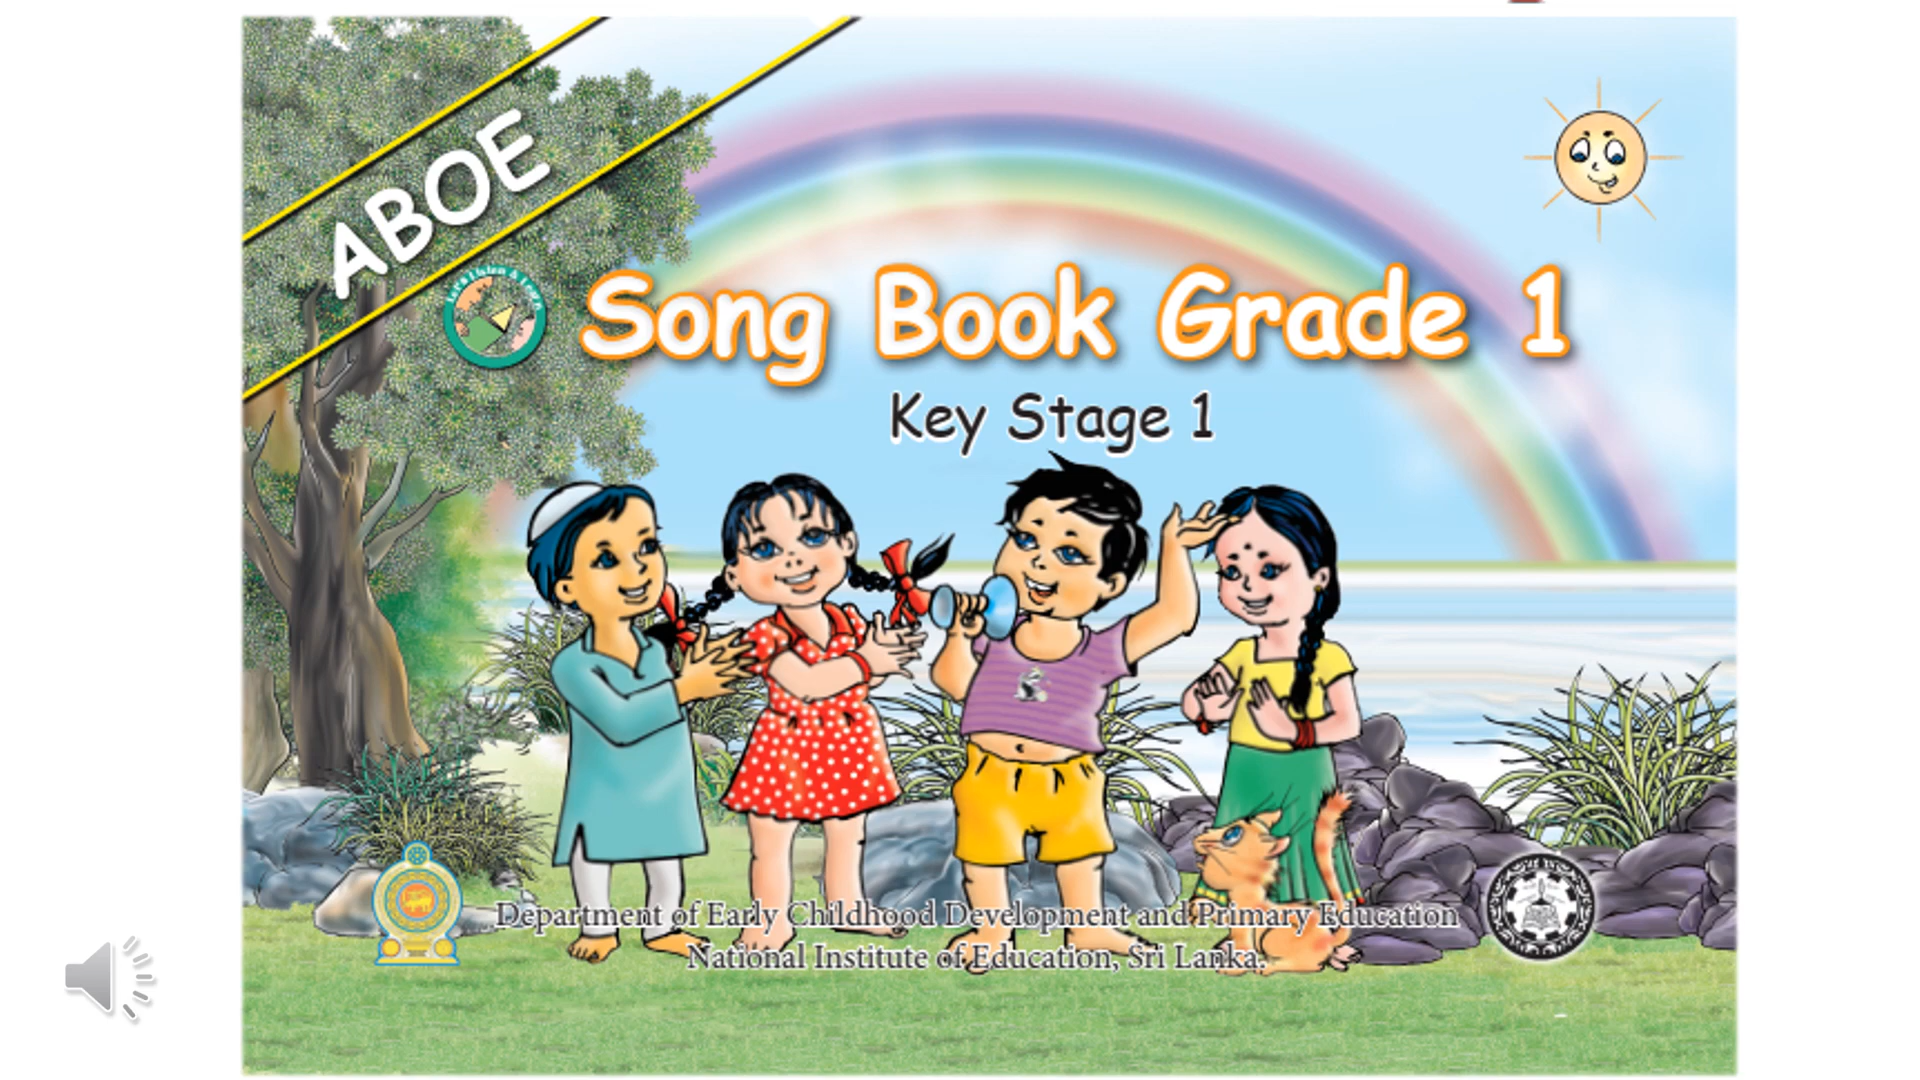 ABOE
Song Book Grade 1
Key Stage 1
Department of Early Childhood Development and Primary Education
National Institute of Education, Sri Lanka.